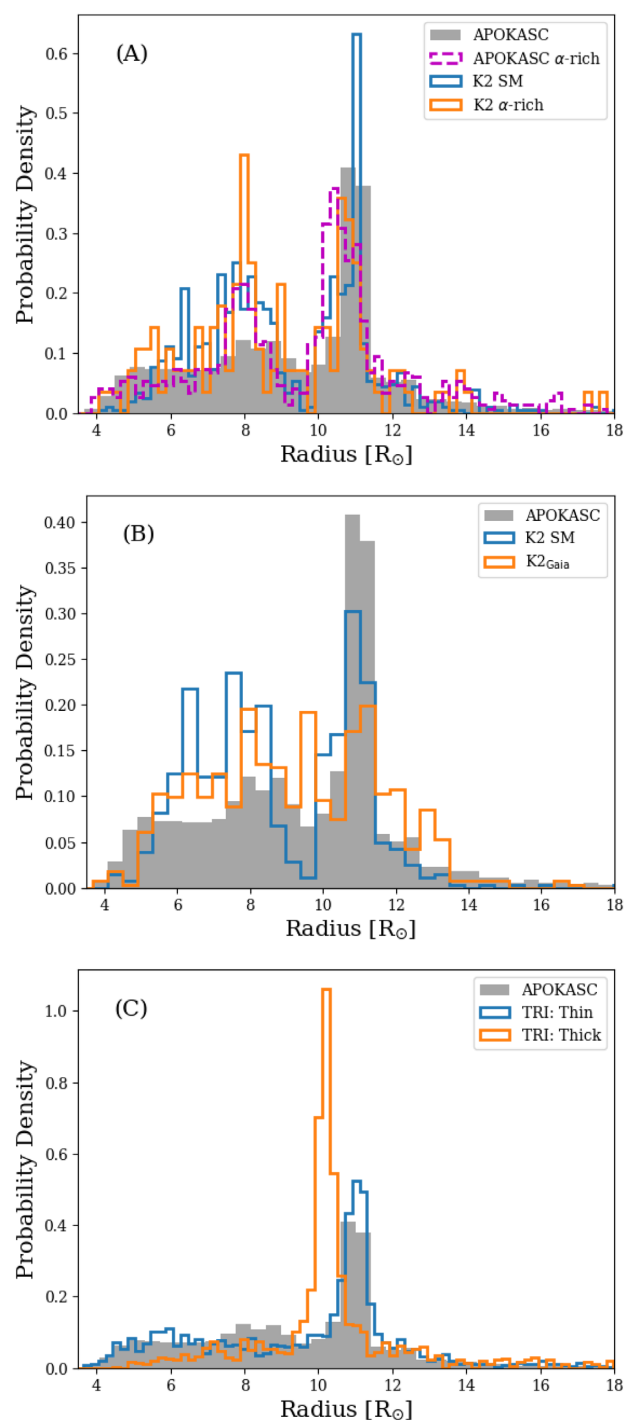 (A)
APOKASC
APOKASC α-rich
K2 SM
K2 α-rich
Probability Density
0.6
0.5
0.4
0.3
0.2
0.1
0.0
4 6 8 10 12 14 16 18
Radius [R⊙]
(B)
APOKASC
K2 SM
K2Gaia
Probability Density
0.40
0.35
0.30
0.25
0.20
0.15
0.10
0.05
0.00
4 6 8 10 12 14 16 18
Radius [R⊙]
(C)
APOKASC
TRI: Thin
TRI: Thick
Probability Density
1.0
0.8
0.6
0.4
0.2
0.0
4 6 8 10 12 14 16 18
Radius [R⊙]